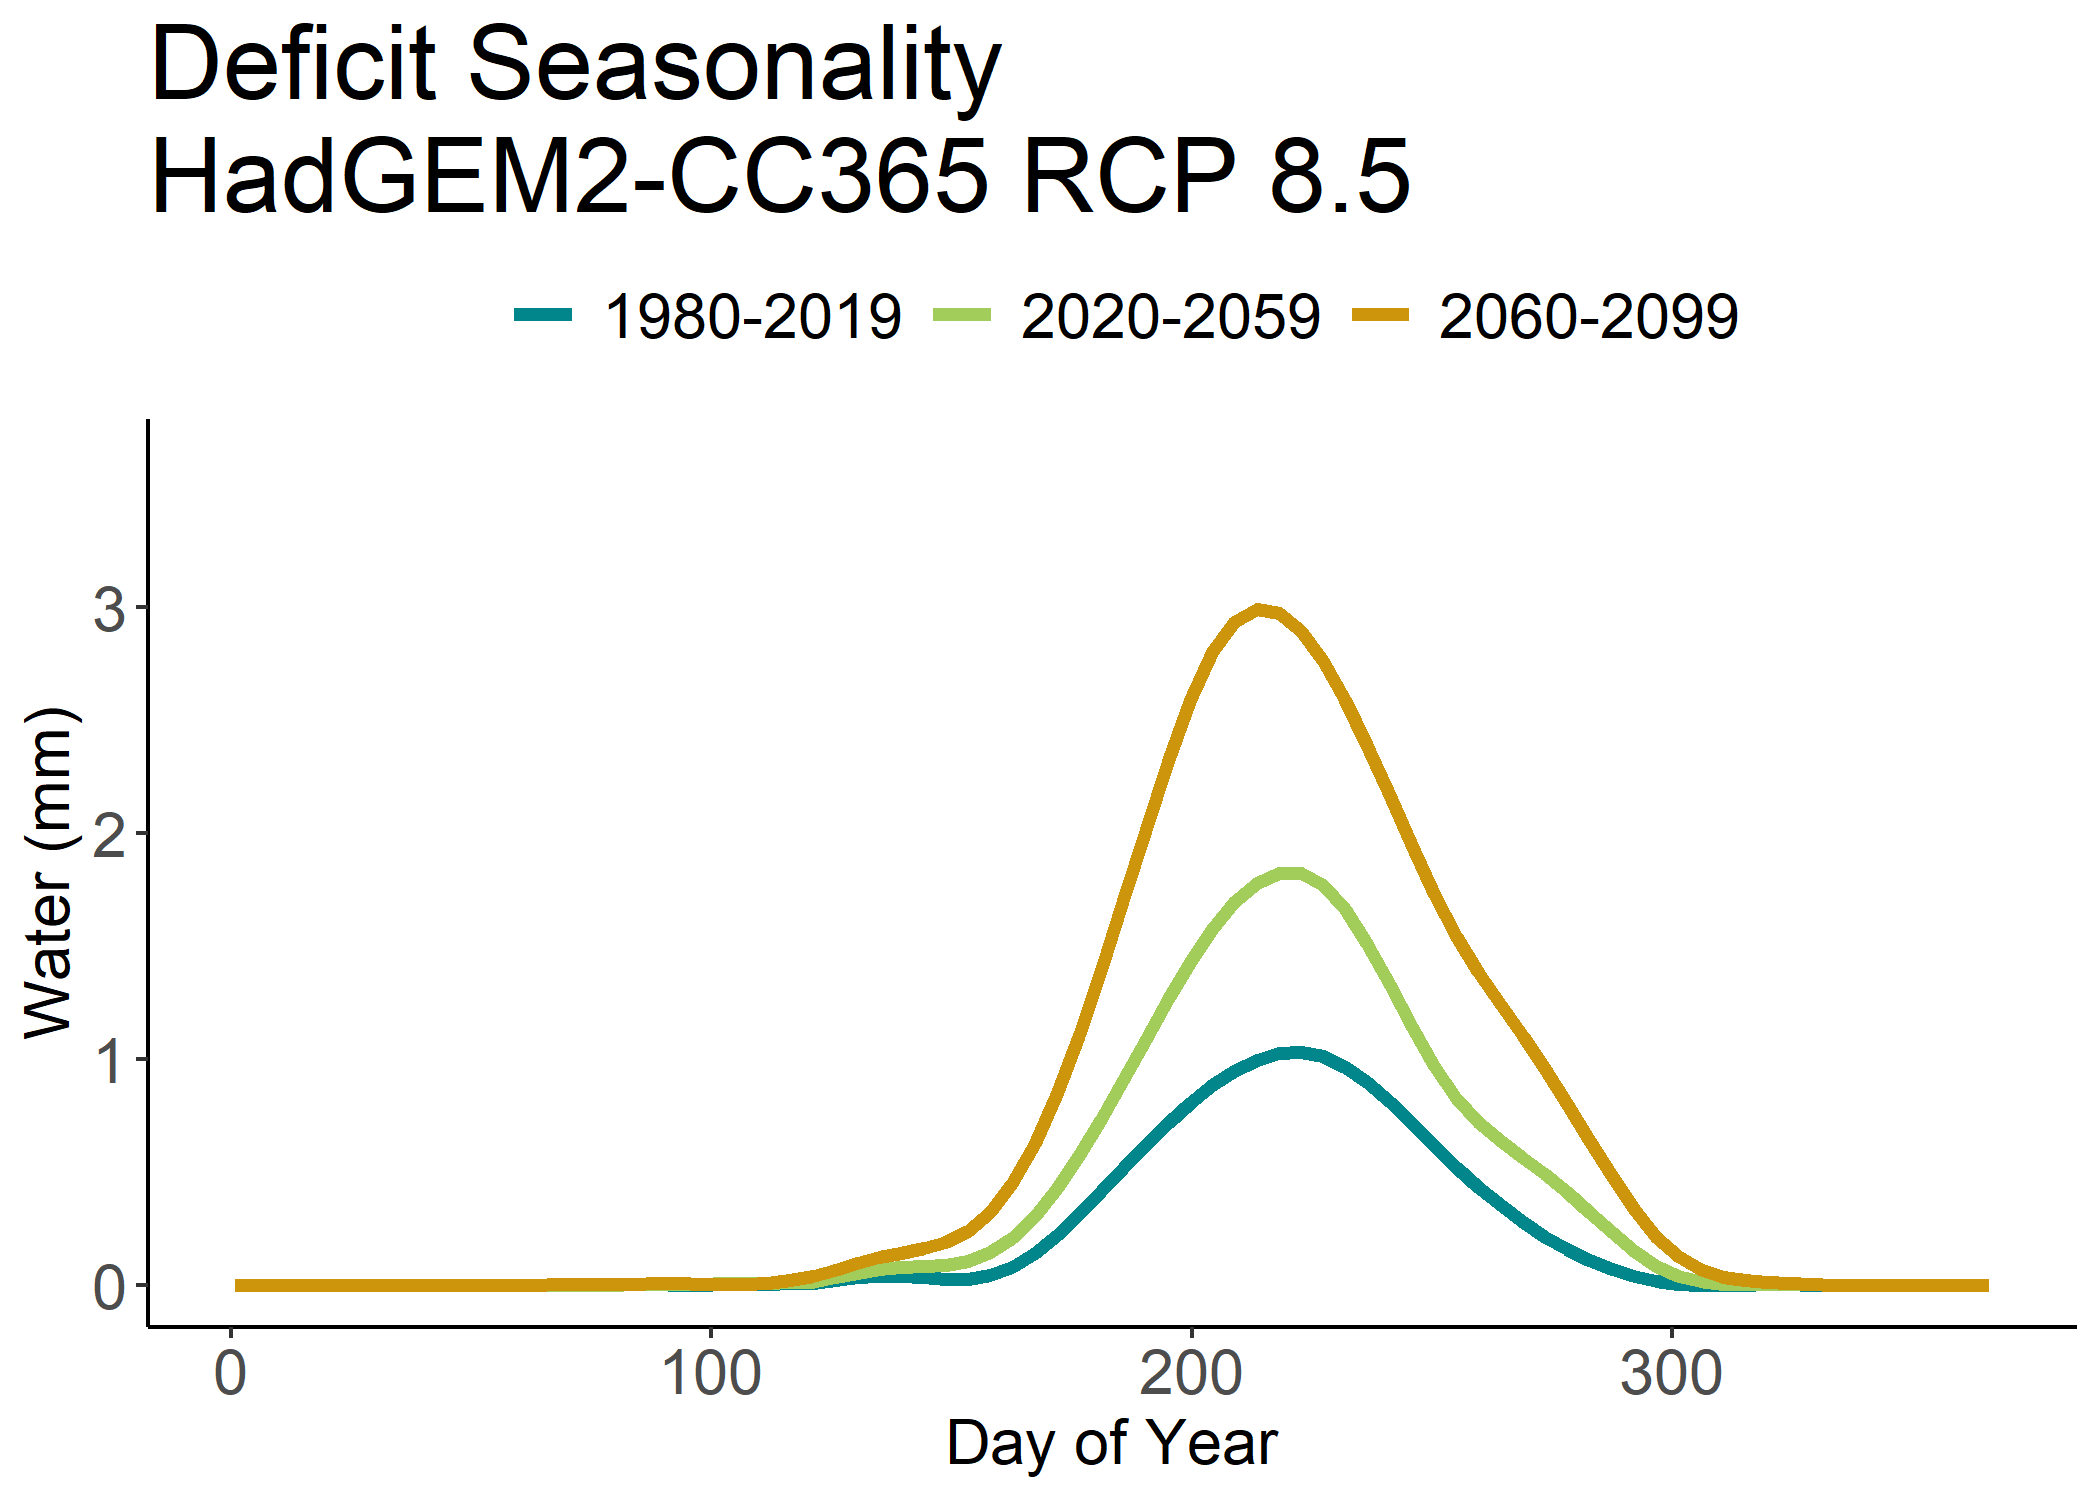 Deficit Seasonality
HadGEM2-CC365 RCP 8.5
1980-2019 2020-2059 2060-2099
3
2
1
0
Water (mm)
0 100 200 300
Day of Year